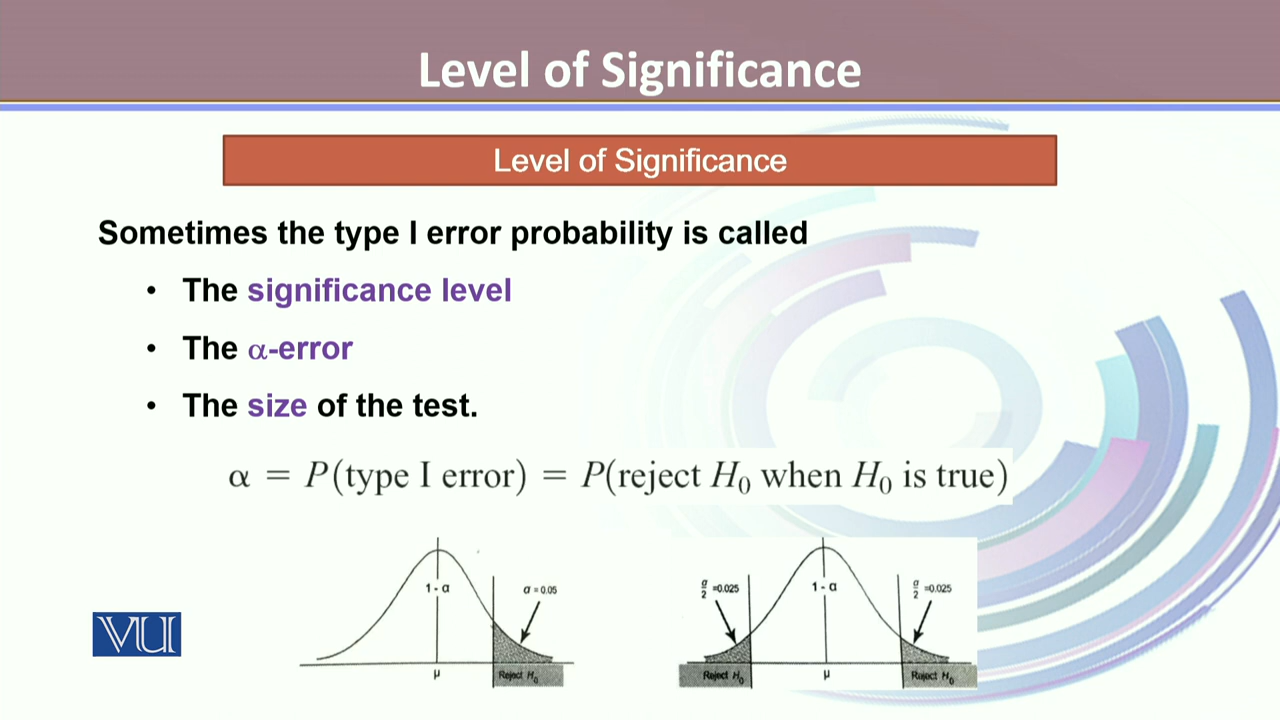 Level of Significance
Level of Significance
Sometimes the type I error probability is called
• The significance level
• The α-error
• The size of the test.
α = P(type I error) = P(reject H₀ when H₀ is true)
1 - α
α = 0.05
μ
Reject H₀
α/2 =0.025
1 - α
α/2 =0.025
Reject H₀
μ
Reject H₀
VU